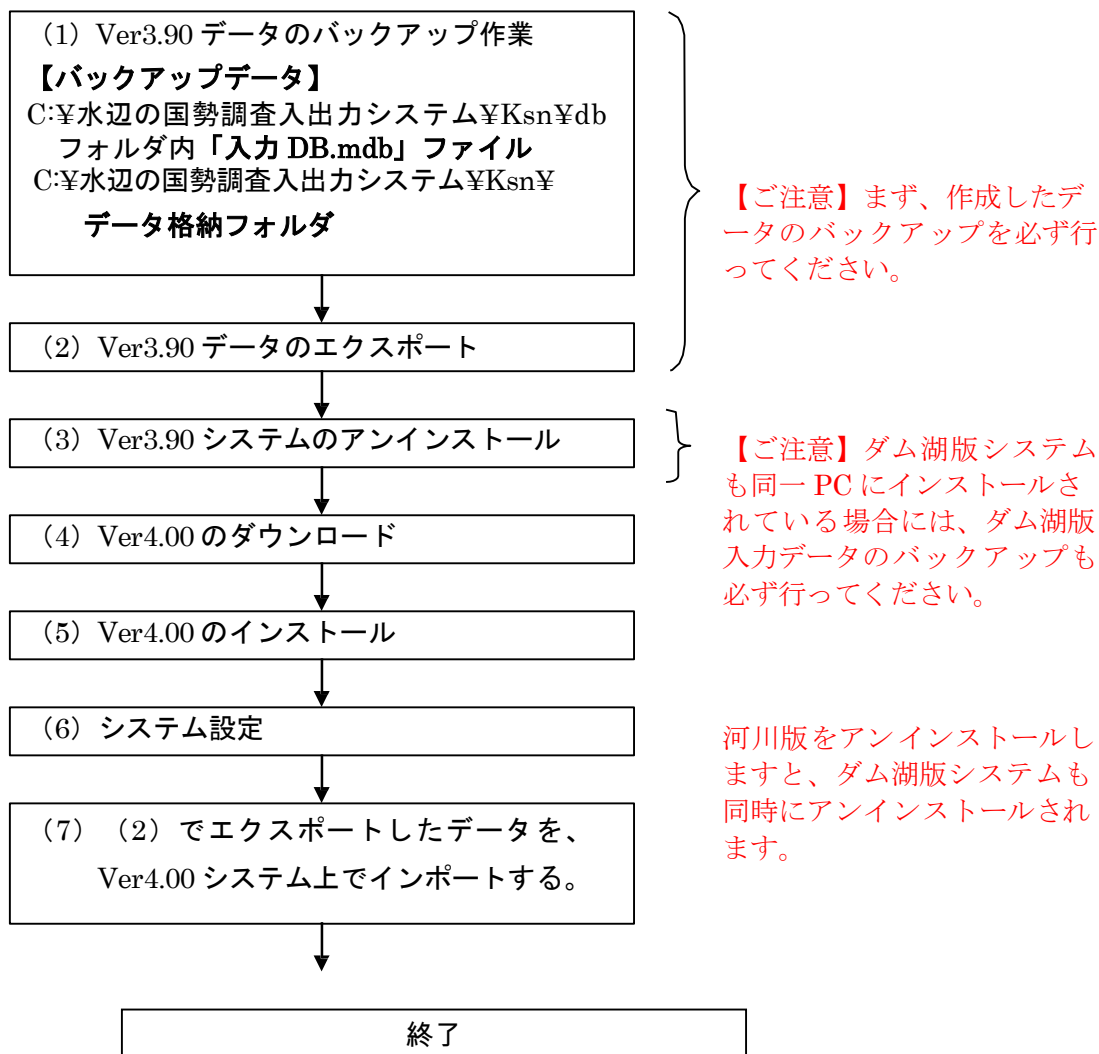 （1）Ver3.90 データのバックアップ作業
【バックアップデータ】
C:¥水辺の国勢調査入出力システム¥Ksn¥db
フォルダ内「入力 DB.mdb」ファイル
C:¥水辺の国勢調査入出力システム¥Ksn¥
データ格納フォルダ
（2）Ver3.90 データのエクスポート
【ご注意】まず、作成したデ
ータのバックアップを必ず行
ってください。
（3）Ver3.90 システムのアンインストール
（4）Ver4.00 のダウンロード
【ご注意】ダム湖版システム
も同一 PC にインストールさ
れている場合には、ダム湖版
入力データのバックアップも
必ず行ってください。
（5）Ver4.00 のインストール
（6）システム設定
（7）（2）でエクスポートしたデータを、
Ver4.00 システム上でインポートする。
河川版をアンインストールし
ますと、ダム湖版システムも
同時にアンインストールされ
ます。
終了